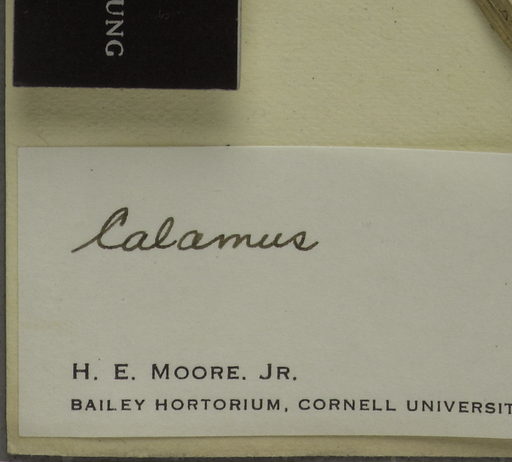 UNG
Calamus
H. E. MOORE. JR.
BAILEY HORTORIUM, CORNELL UNIVERSIT